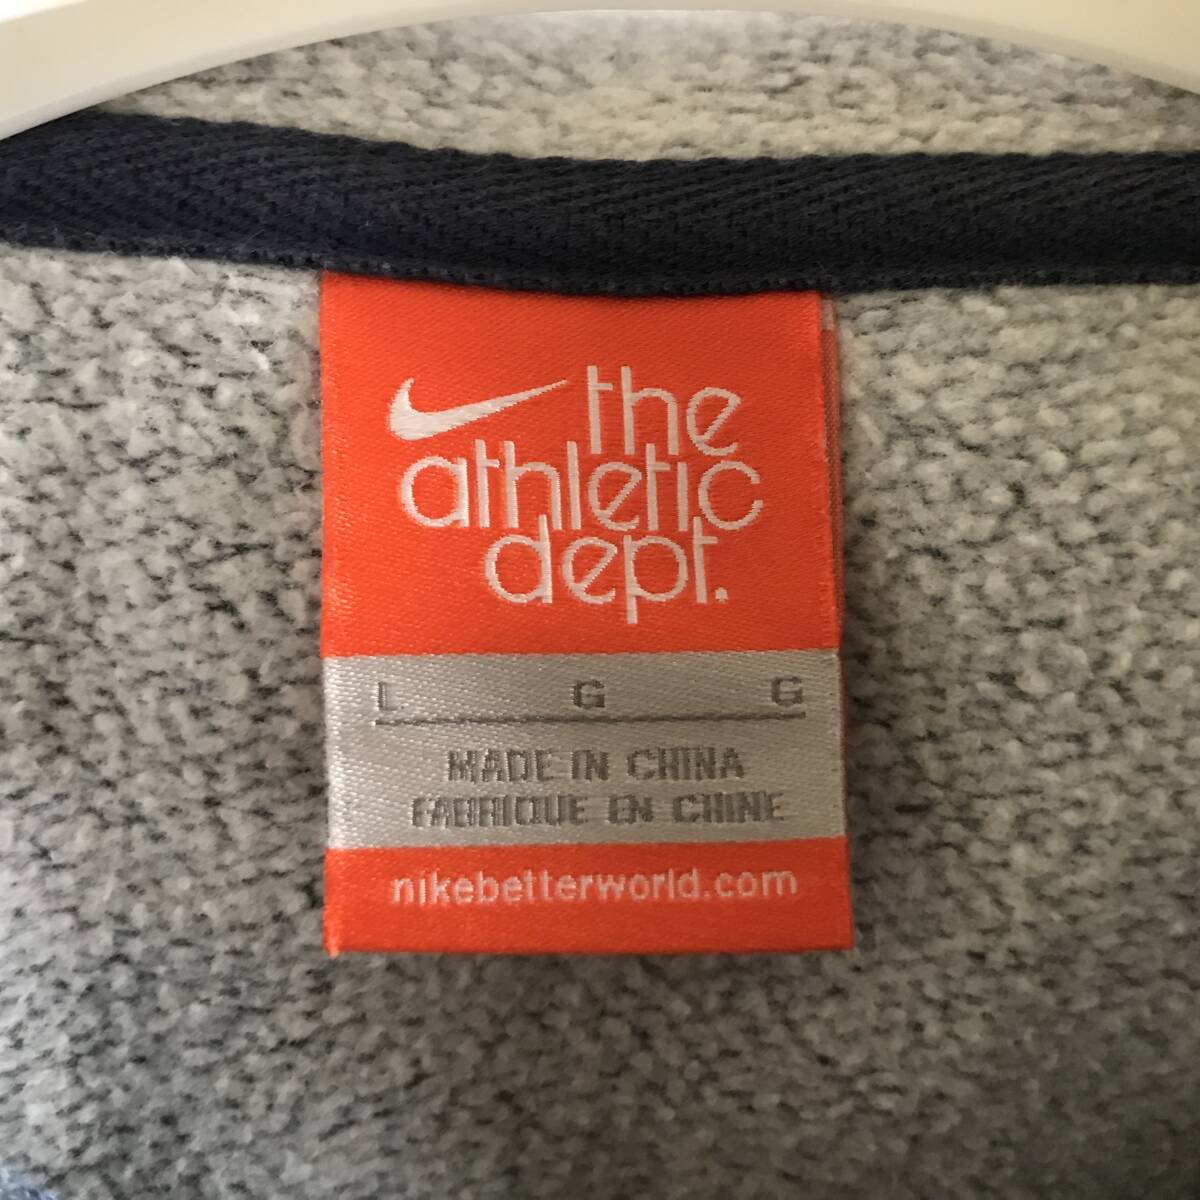 the
athletic
dept.
L G G
MADE IN CHINA
FABRIQUE EN CHINE
nikebetterworld.com